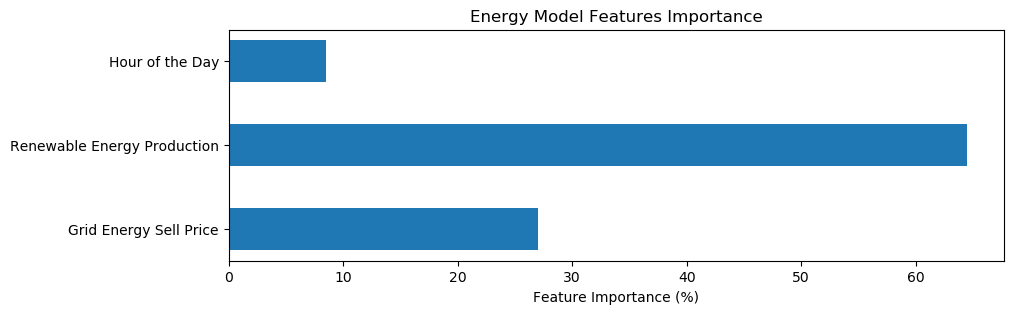 Energy Model Features Importance
Hour of the Day
Renewable Energy Production
Grid Energy Sell Price
0 10 20 30 40 50 60
Feature Importance (%)